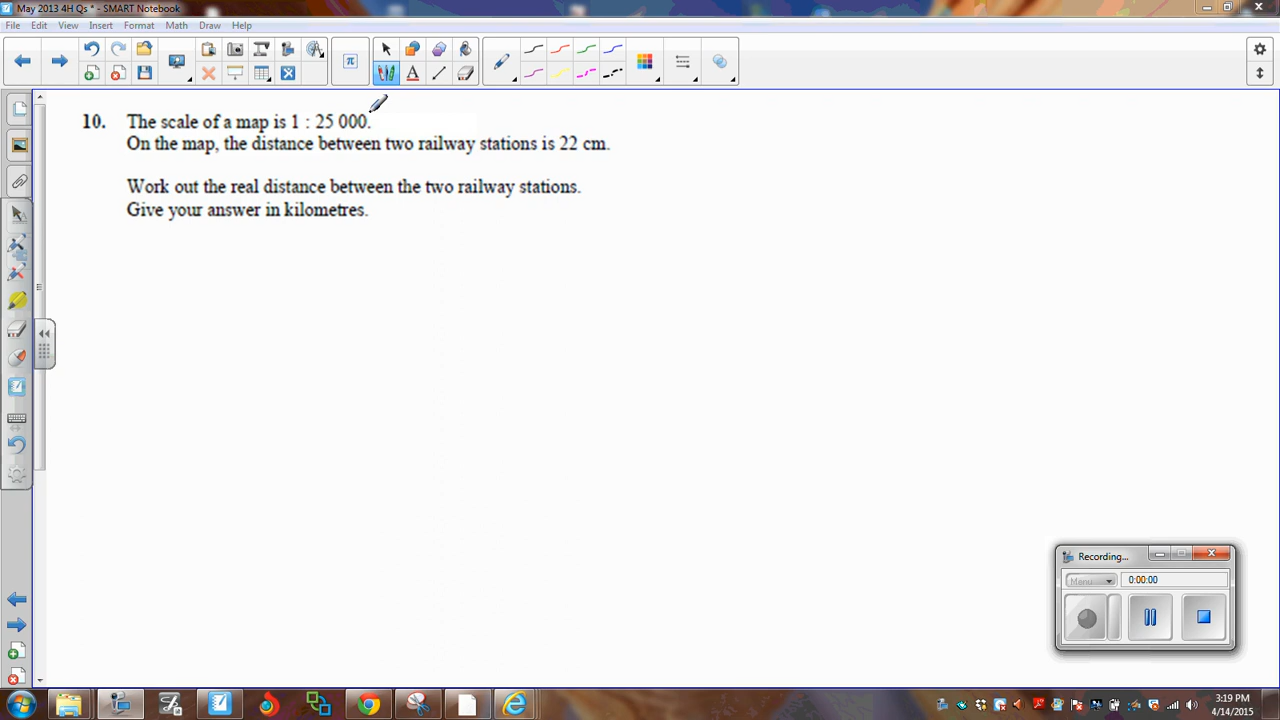 May 2013 4H Qs * - SMART Notebook
File Edit View Insert Format Math Draw Help
π
A
10. The scale of a map is 1 : 25 000.
On the map, the distance between two railway stations is 22 cm.
Work out the real distance between the two railway stations.
Give your answer in kilometres.
Recording...
Menu 0:00:00
3:19 PM
4/14/2015